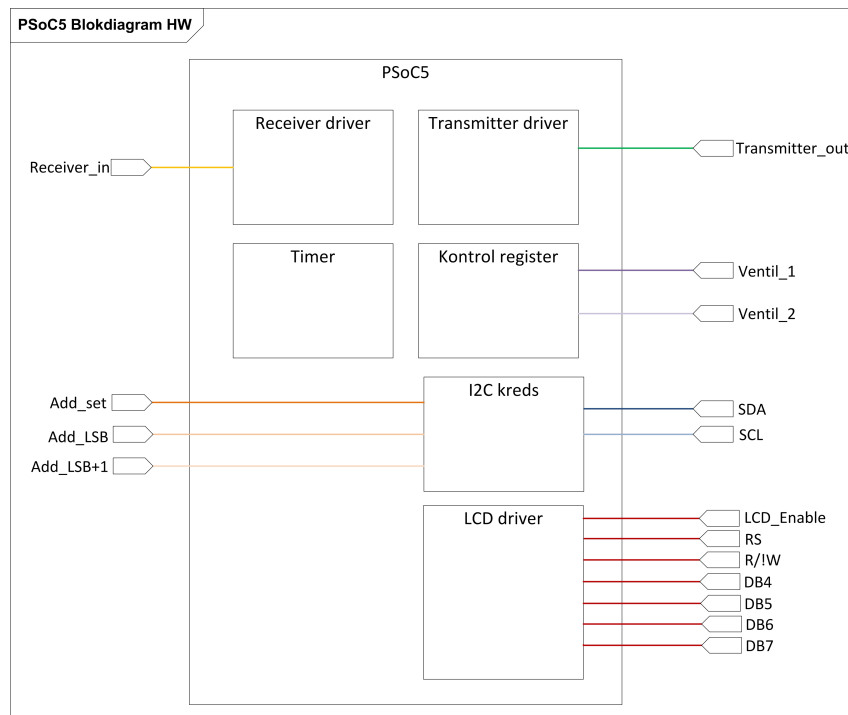 PSoC5 Blokdiagram HW
PSoC5
Receiver driver
Transmitter driver
Receiver_in
Transmitter_out
Timer
Kontrol register
Ventil_1
Ventil_2
I2C kreds
Add_set
Add_LSB
Add_LSB+1
SDA
SCL
LCD driver
LCD_Enable
RS
R/!W
DB4
DB5
DB6
DB7